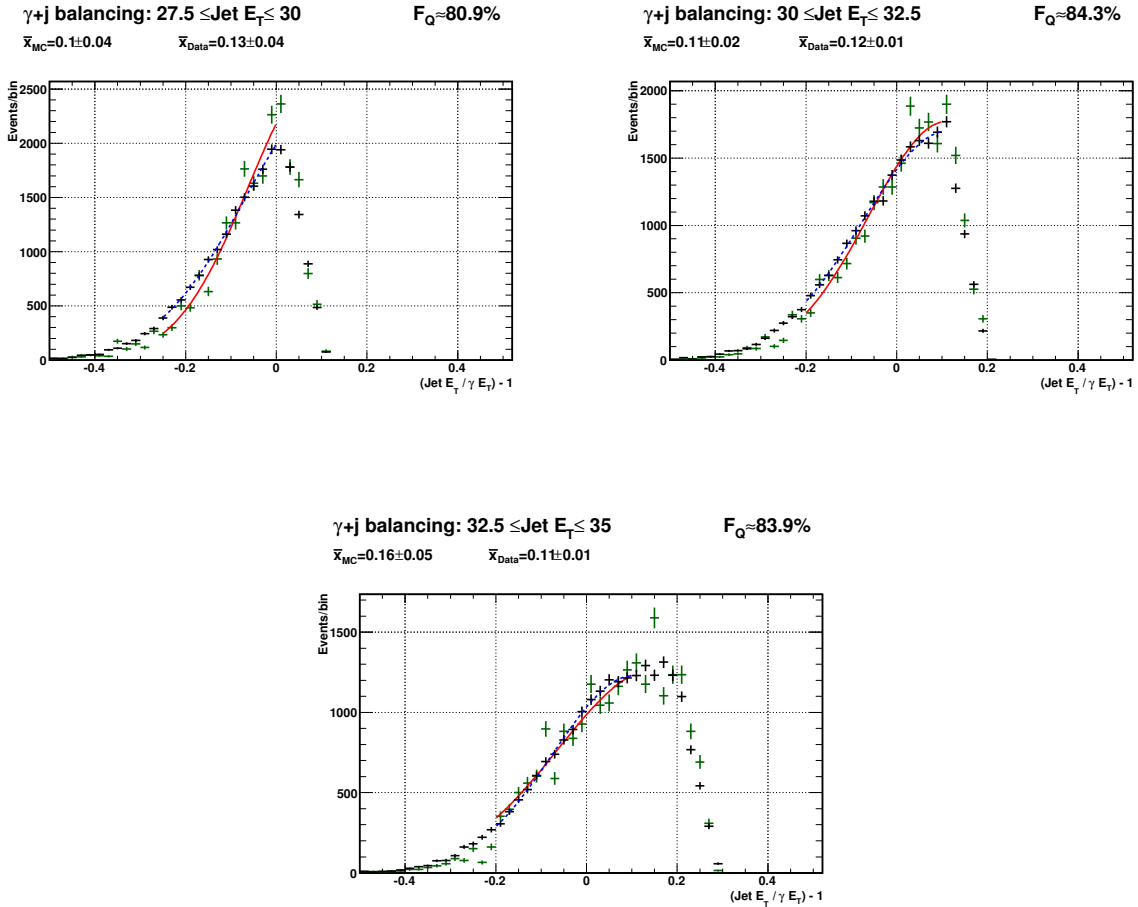 γ+j balancing: 27.5 ≤Jet E_T≤ 30 F_Q≈80.9%
x̄_MC=0.1±0.04 x̄_Data=0.13±0.04
Events/bin
2500
2000
1500
1000
500
0
-0.4 -0.2 0 0.2 0.4
(Jet E_T / γ E_T) - 1
γ+j balancing: 30 ≤Jet E_T≤ 32.5 F_Q≈84.3%
x̄_MC=0.11±0.02 x̄_Data=0.12±0.01
Events/bin
2000
1500
1000
500
0
-0.4 -0.2 0 0.2 0.4
(Jet E_T / γ E_T) - 1
γ+j balancing: 32.5 ≤Jet E_T≤ 35 F_Q≈83.9%
x̄_MC=0.16±0.05 x̄_Data=0.11±0.01
Events/bin
1500
1000
500
0
-0.4 -0.2 0 0.2 0.4
(Jet E_T / γ E_T) - 1